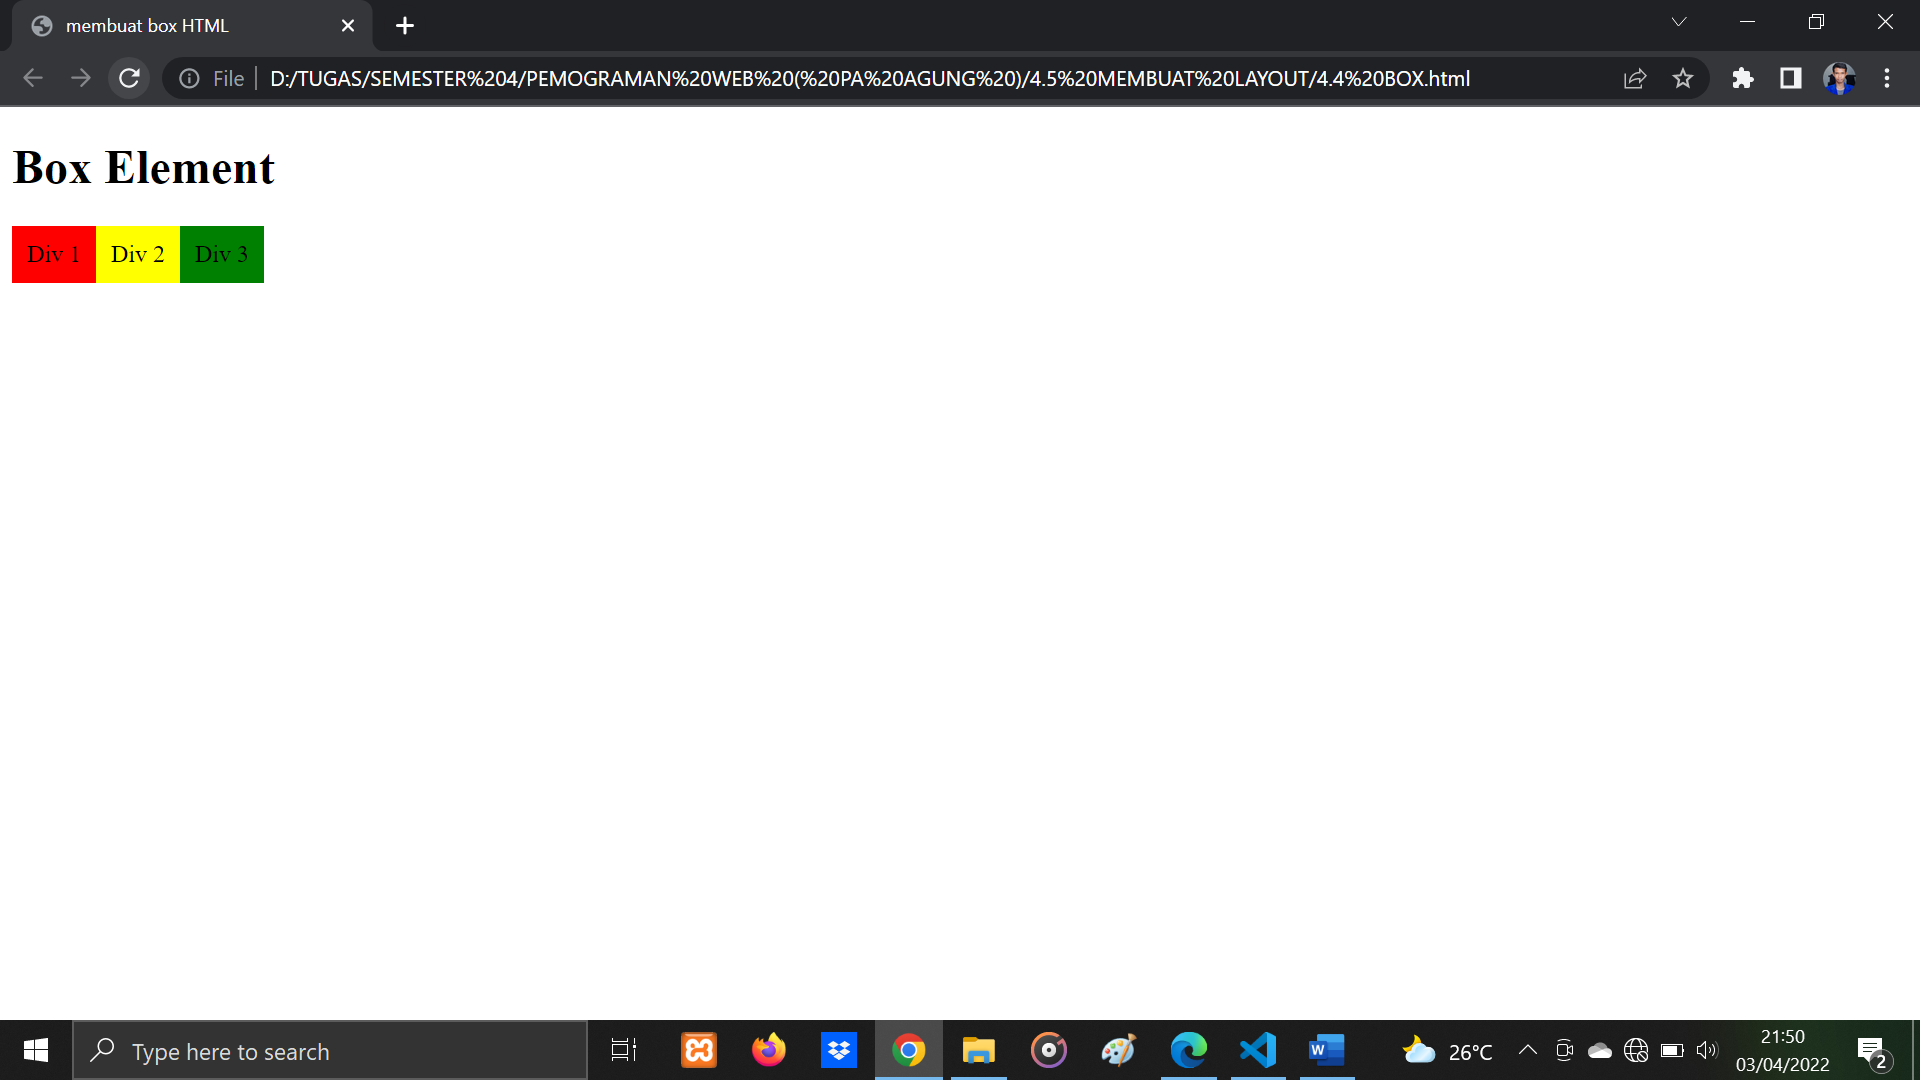 membuat box HTML
File
D:/TUGAS/SEMESTER%204/PEMOGRAMAN%20WEB%20(%20PA%20AGUNG%20)/4.5%20MEMBUAT%20LAYOUT/4.4%20BOX.html
Box Element
Div 1 Div 2 Div 3
Type here to search
W
26°C
21:50
03/04/2022
2